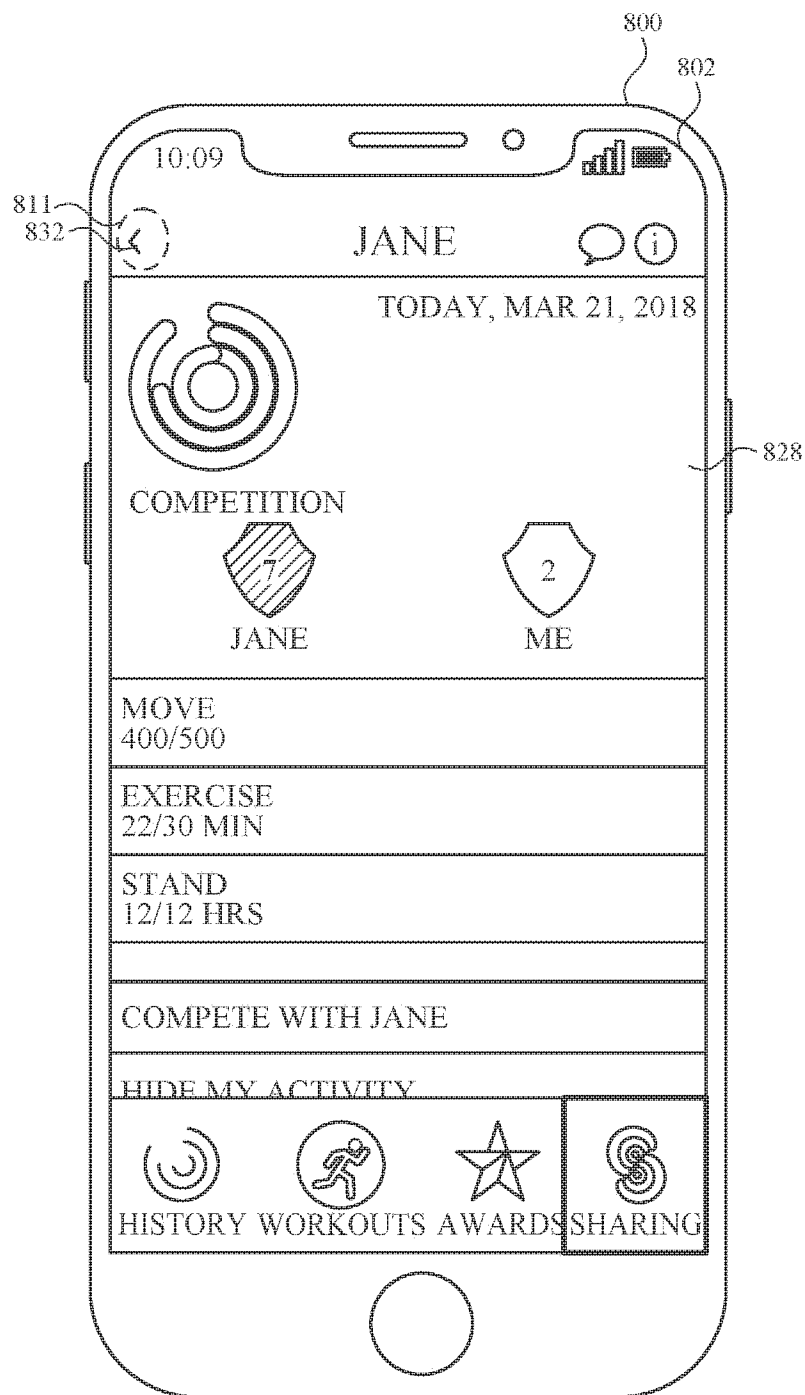 800
802
10:09
811
832
JANE
i
TODAY, MAR 21, 2018
828
COMPETITION
7 2
JANE ME
MOVE
400/500
EXERCISE
22/30 MIN
STAND
12/12 HRS
COMPETE WITH JANE
HIDE MY ACTIVITY
HISTORY WORKOUTS AWARDS SHARING